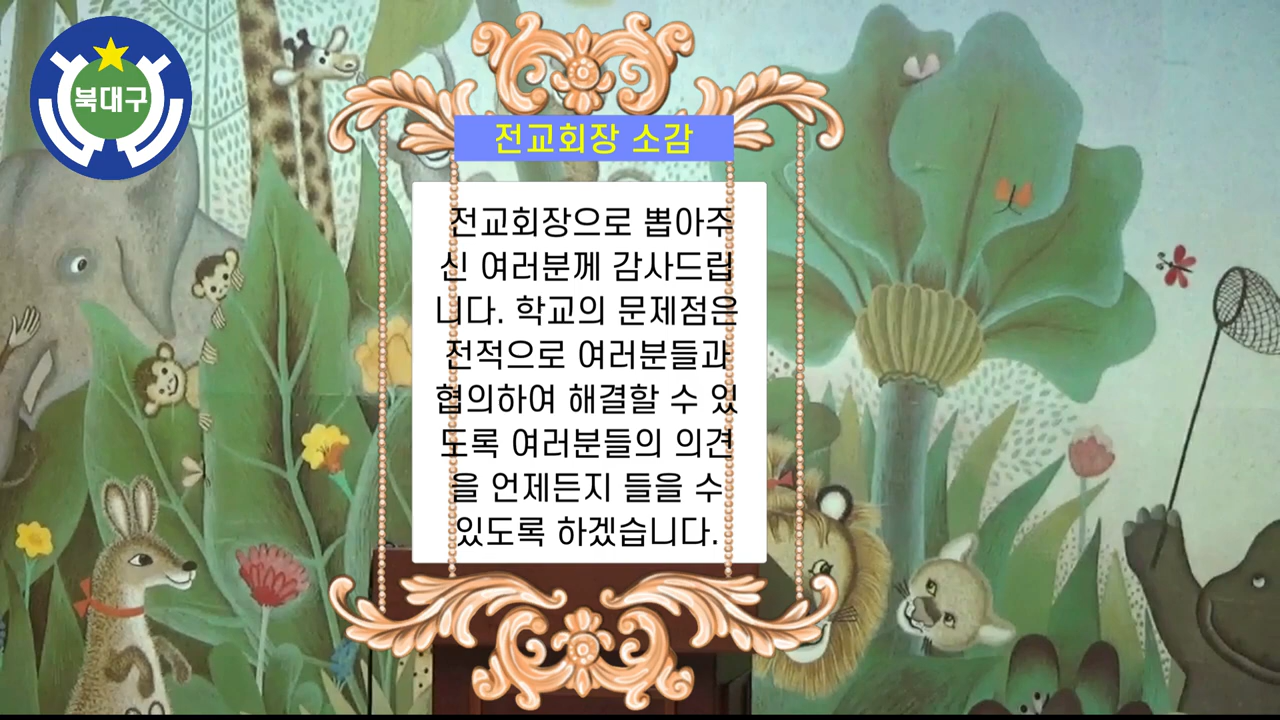 북대구
전교회장 소감
전교회장으로 뽑아주
신 여러분께 감사드립
니다. 학교의 문제점은
전적으로 여러분들과
협의하여 해결할 수 있
도록 여러분들의 의견
을 언제든지 들을 수
있도록 하겠습니다.